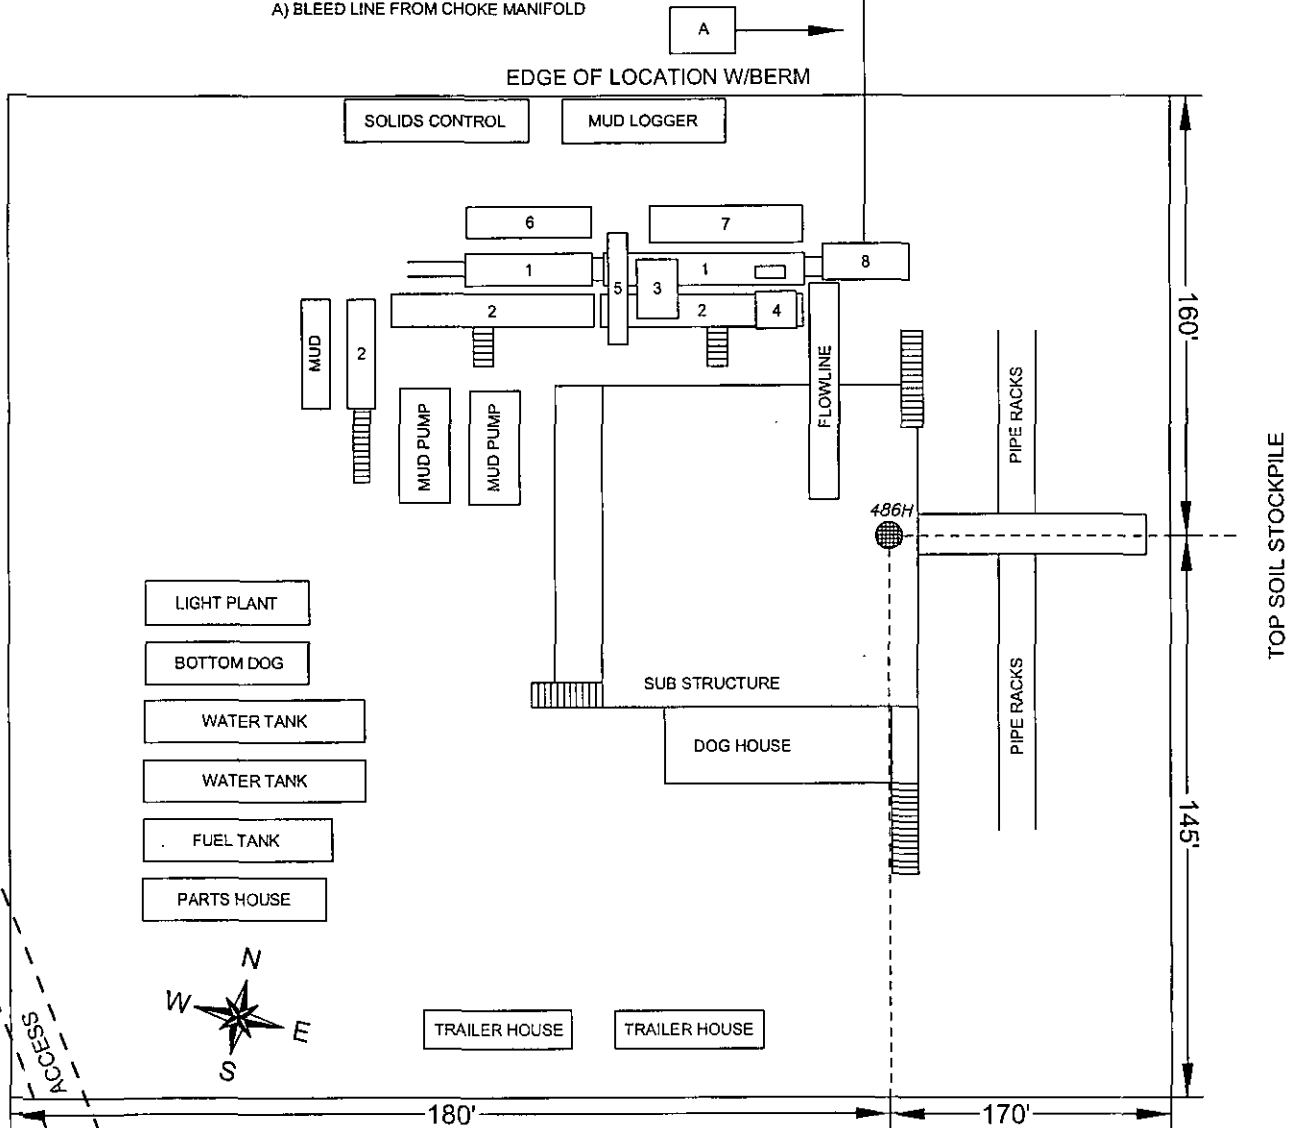 A) BLEED LINE FROM CHOKE MANIFOLD
A
EDGE OF LOCATION W/BERM
SOLIDS CONTROL
MUD LOGGER
6
7
1
1
8
5
3
2
2
4
MUD
2
MUD PUMP
MUD PUMP
FLOWLINE
PIPE RACKS
160'
486H
TOP SOIL STOCKPILE
LIGHT PLANT
BOTTOM DOG
WATER TANK
WATER TANK
FUEL TANK
PARTS HOUSE
SUB STRUCTURE
DOG HOUSE
PIPE RACKS
145'
N
W
E
S
ACCESS
TRAILER HOUSE
TRAILER HOUSE
180'
170'